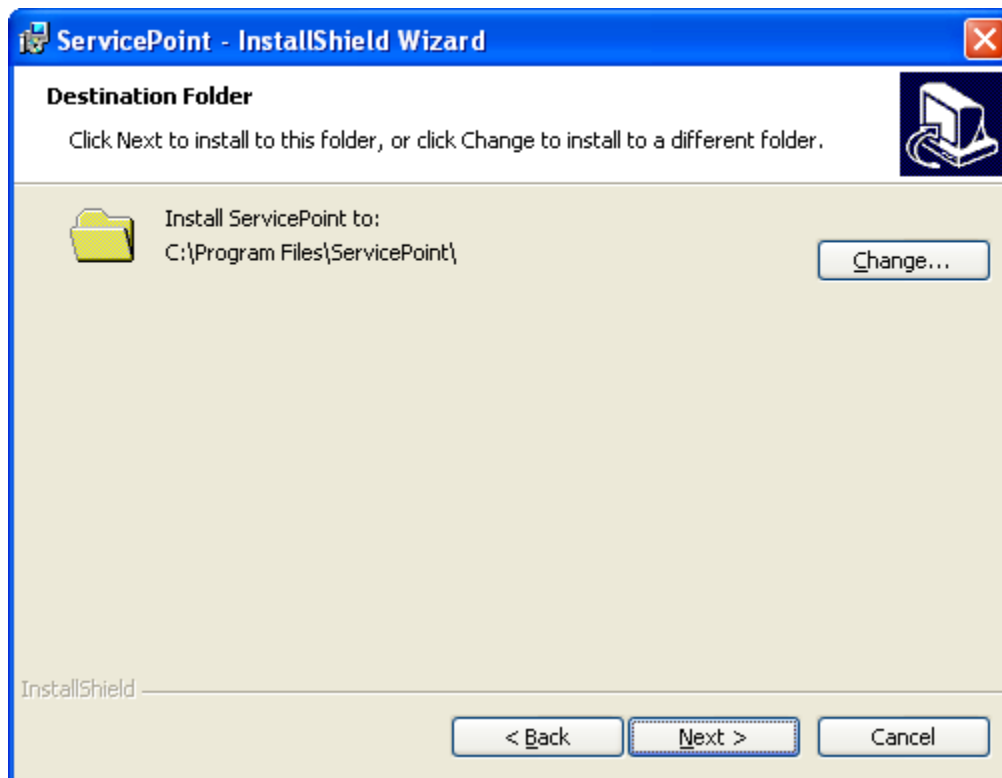 ServicePoint - InstallShield Wizard
Destination Folder
Click Next to install to this folder, or click Change to install to a different folder.
Install ServicePoint to:
C:\Program Files\ServicePoint\
Change...
InstallShield
< Back
Next >
Cancel